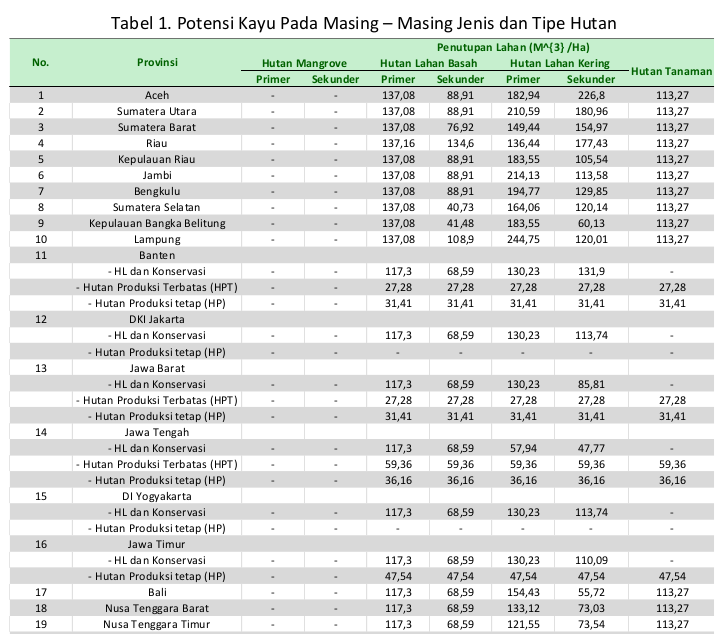 Tabel 1. Potensi Kayu Pada Masing – Masing Jenis dan Tipe Hutan
Penutupan Lahan (M^{3} /Ha)
No. Provinsi Hutan Mangrove Hutan Lahan Basah Hutan Lahan Kering Hutan Tanaman
Primer Sekunder Primer Sekunder Primer Sekunder
1 Aceh - - 137,08 88,91 182,94 226,8 113,27
2 Sumatera Utara - - 137,08 88,91 210,59 180,96 113,27
3 Sumatera Barat - - 137,08 76,92 149,44 154,97 113,27
4 Riau - - 137,16 134,6 136,44 177,43 113,27
5 Kepulauan Riau - - 137,08 88,91 183,55 105,54 113,27
6 Jambi - - 137,08 88,91 214,13 113,58 113,27
7 Bengkulu - - 137,08 88,91 194,77 129,85 113,27
8 Sumatera Selatan - - 137,08 40,73 164,06 120,14 113,27
9 Kepulauan Bangka Belitung - - 137,08 41,48 183,55 60,13 113,27
10 Lampung - - 137,08 108,9 244,75 120,01 113,27
11 Banten
- HL dan Konservasi - - 117,3 68,59 130,23 131,9 -
- Hutan Produksi Terbatas (HPT) - - 27,28 27,28 27,28 27,28 27,28
- Hutan Produksi tetap (HP) - - 31,41 31,41 31,41 31,41 31,41
12 DKI Jakarta
- HL dan Konservasi - - 117,3 68,59 130,23 113,74 -
- Hutan Produksi tetap (HP) - - - - - - -
13 Jawa Barat
- HL dan Konservasi - - 117,3 68,59 130,23 85,81 -
- Hutan Produksi Terbatas (HPT) - - 27,28 27,28 27,28 27,28 27,28
- Hutan Produksi tetap (HP) - - 31,41 31,41 31,41 31,41 31,41
14 Jawa Tengah
- HL dan Konservasi - - 117,3 68,59 57,94 47,77 -
- Hutan Produksi Terbatas (HPT) - - 59,36 59,36 59,36 59,36 59,36
- Hutan Produksi tetap (HP) - - 36,16 36,16 36,16 36,16 36,16
15 DI Yogyakarta
- HL dan Konservasi - - 117,3 68,59 130,23 113,74 -
- Hutan Produksi tetap (HP) - - - - - - -
16 Jawa Timur
- HL dan Konservasi - - 117,3 68,59 130,23 110,09 -
- Hutan Produksi tetap (HP) - - 47,54 47,54 47,54 47,54 47,54
17 Bali - - 117,3 68,59 154,43 55,72 113,27
18 Nusa Tenggara Barat - - 117,3 68,59 133,12 73,03 113,27
19 Nusa Tenggara Timur - - 117,3 68,59 121,55 73,54 113,27